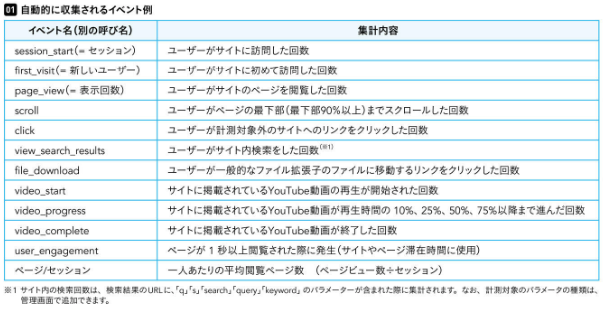 01 自動的に収集されるイベント例
イベント名（別の呼び名） 集計内容
session_start（= セッション） ユーザーがサイトに訪問した回数
first_visit（= 新しいユーザー） ユーザーがサイトに初めて訪問した回数
page_view（= 表示回数） ユーザーがサイトのページを閲覧した回数
scroll ユーザーがページの最下部（最下部90%以上）までスクロールした回数
click ユーザーが計測対象外のサイトへのリンクをクリックした回数
view_search_results ユーザーがサイト内検索をした回数（※1）
file_download ユーザーが一般的なファイル拡張子のファイルに移動するリンクをクリックした回数
video_start サイトに掲載されているYouTube動画の再生が開始された回数
video_progress サイトに掲載されているYouTube動画が再生時間の 10%、25%、50%、75%以降まで進んだ回数
video_complete サイトに掲載されているYouTube動画が終了した回数
user_engagement ページが 1 秒以上閲覧された際に発生（サイトやページ滞在時間に使用）
ページ/セッション 一人あたりの平均閲覧ページ数　（ページビュー数÷セッション）
※1 サイト内の検索回数は、検索結果のURLに、「q」「s」「search」「query」「keyword」 のパラメーターが含まれた際に集計されます。なお、計測対象のパラメータの種類は、
管理画面で追加できます。